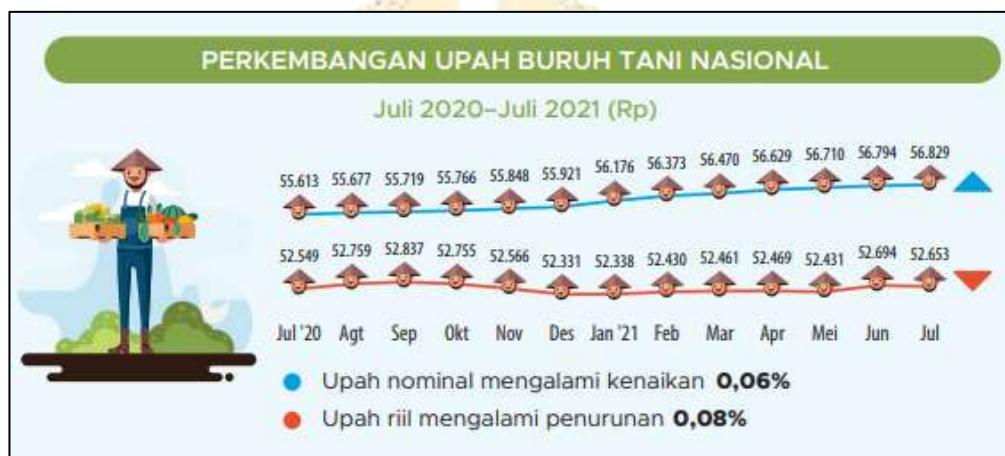 PERKEMBANGAN UPAH BURUH TANI NASIONAL
Juli 2020–Juli 2021 (Rp)
55.613 55.677 55.719 55.766 55.848 55.921 56.176 56.373 56.470 56.629 56.710 56.794 56.829
52.549 52.759 52.837 52.755 52.566 52.331 52.338 52.430 52.461 52.469 52.431 52.694 52.653
Jul '20 Agt Sep Okt Nov Des Jan '21 Feb Mar Apr Mei Jun Jul
Upah nominal mengalami kenaikan 0,06%
Upah riil mengalami penurunan 0,08%